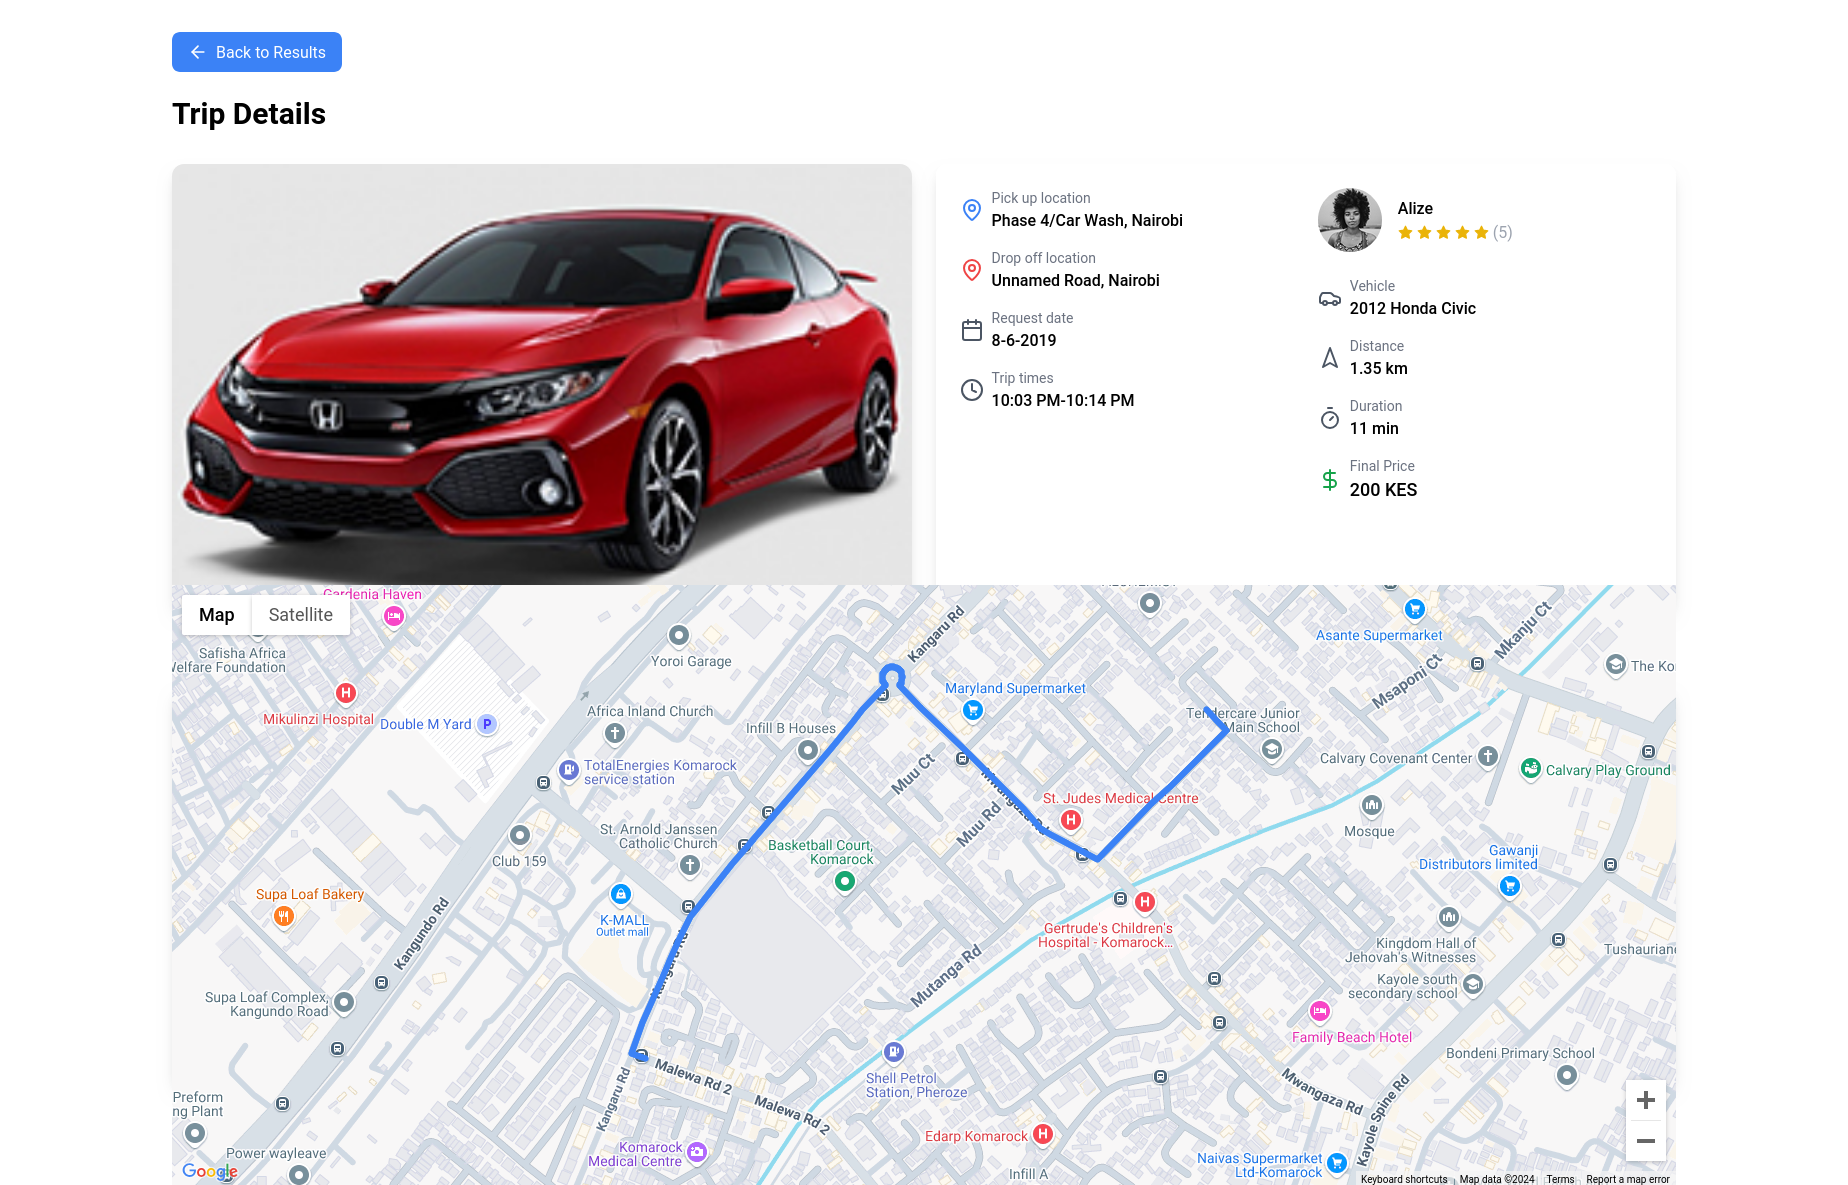 Back to Results
Trip Details
Pick up location
Phase 4/Car Wash, Nairobi
Drop off location
Unnamed Road, Nairobi
Request date
8-6-2019
Trip times
10:03 PM-10:14 PM
Alize
(5)
Vehicle
2012 Honda Civic
Distance
1.35 km
Duration
11 min
Final Price
200 KES
Map
Satellite
Gardenia Haven
Safisha Africa
Welfare Foundation
Mikulinzi Hospital
Double M Yard
P
Yoroi Garage
Africa Inland Church
TotalEnergies Komarock
service station
Infill B Houses
Kangaru Rd
Maryland Supermarket
Tendercare Junior
Main School
Asante Supermarket
Mkanju Ct
Msaponi Ct
The Ko
Calvary Covenant Center
Calvary Play Ground
Muu Ct
Muu Rd
Mwangaza Rd
St. Judes Medical Centre
Mosque
Gawanji
Distributors limited
St. Arnold Janssen
Catholic Church
Basketball Court,
Komarock
Club 159
Supa Loaf Bakery
K-MALL
Outlet mall
Kangundo Rd
Kangaru Rd
Gertrude's Children's
Hospital - Komarock...
Mutanga Rd
Kingdom Hall of
Jehovah's Witnesses
Tushauriane
Kayole south
secondary school
Supa Loaf Complex,
Kangundo Road
Family Beach Hotel
Bondeni Primary School
Shell Petrol
Station, Pheroze
Malewa Rd 2
Malewa Rd 2
Kangaru Rd
Mwangaza Rd
Kayole Spine Rd
Preform
ng Plant
Power wayleave
Komarock
Medical Centre
Edarp Komarock
Infill A
Naivas Supermarket
Ltd-Komarock
Google
Keyboard shortcuts
Map data ©2024
Terms
Report a map error